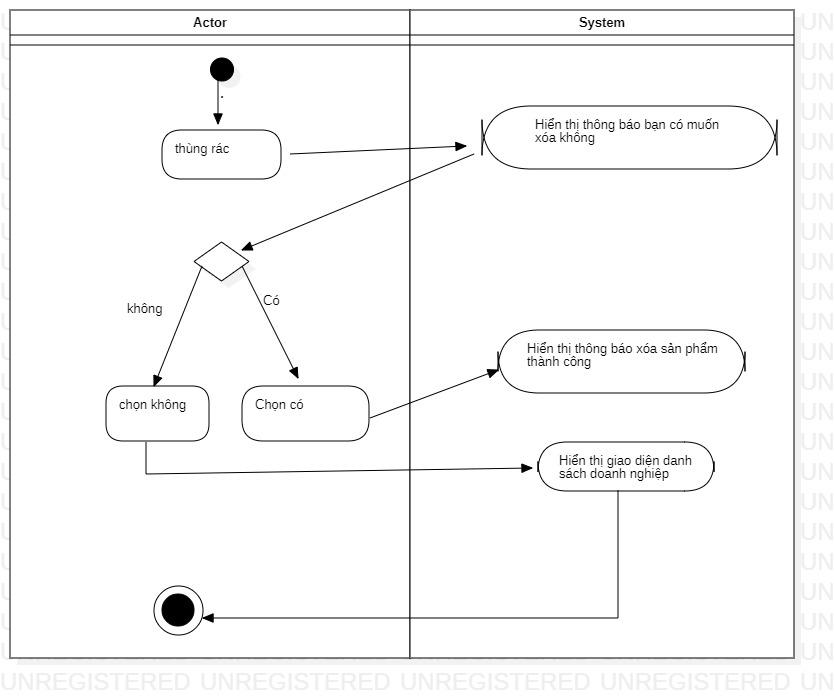 Actor
System
thùng rác
Hiển thị thông báo bạn có muốn
xóa không
không
Có
Hiển thị thông báo xóa sản phẩm
thành công
chọn không
Chọn có
Hiển thị giao diện danh
sách doanh nghiệp
UNREGISTERED UNREGISTERED UNREGISTERED UNREGISTERED UN